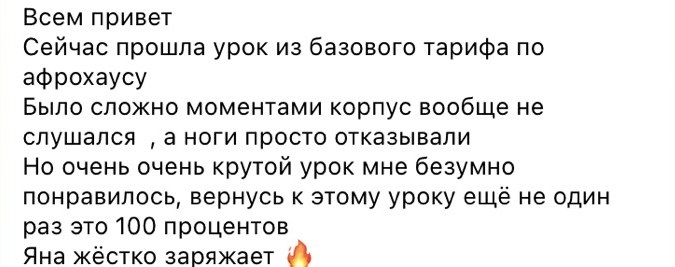 Всем привет
Сейчас прошла урок из базового тарифа по
афрохаусу
Было сложно моментами корпус вообще не
слушался  , а ноги просто отказывали
Но очень очень крутой урок мне безумно
понравилось, вернусь к этому уроку ещё не один
раз это 100 процентов
Яна жёстко заряжает 🔥